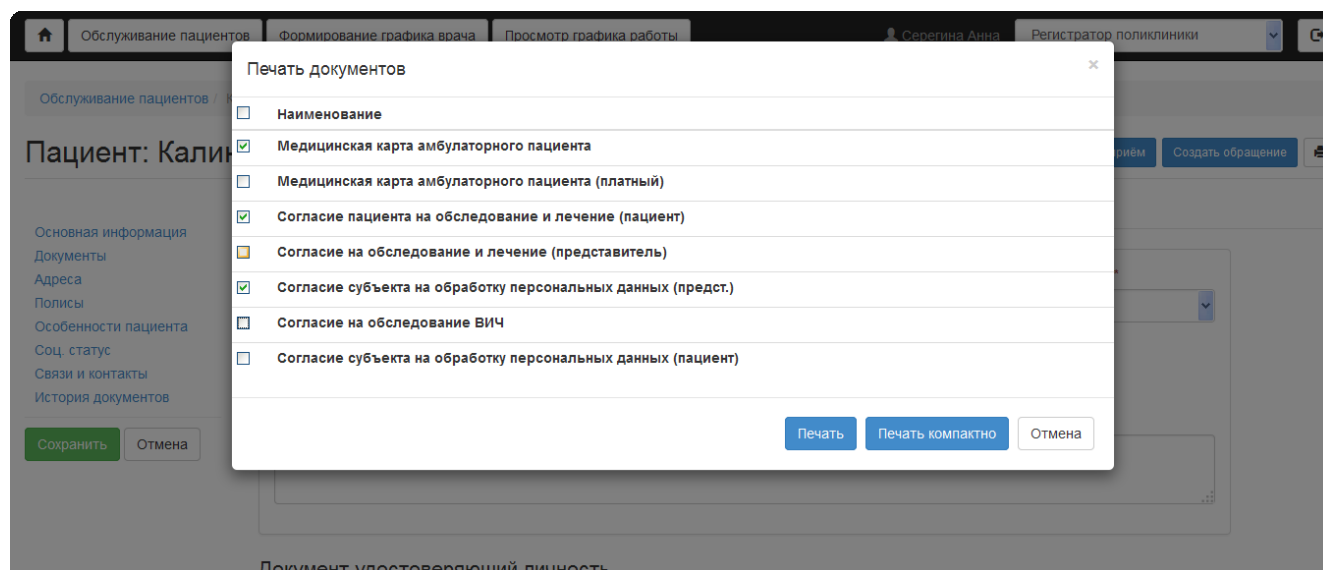 Обслуживание пациентов Формирование графика врача Просмотр графика работы Серегина Анна Регистратор поликлиники
Печать документов ×
Обслуживание пациентов /
Наименование
Пациент: Калин
Медицинская карта амбулаторного пациента
приём Создать обращение
Медицинская карта амбулаторного пациента (платный)
Согласие пациента на обследование и лечение (пациент)
Основная информация
Согласие на обследование и лечение (представитель)
Документы
Адреса
Согласие субъекта на обработку персональных данных (предст.)
Полисы
Особенности пациента
Согласие на обследование ВИЧ
Соц. статус
Согласие субъекта на обработку персональных данных (пациент)
Связи и контакты
История документов
Печать Печать компактно Отмена
Сохранить Отмена
Документ удостоверяющий личность